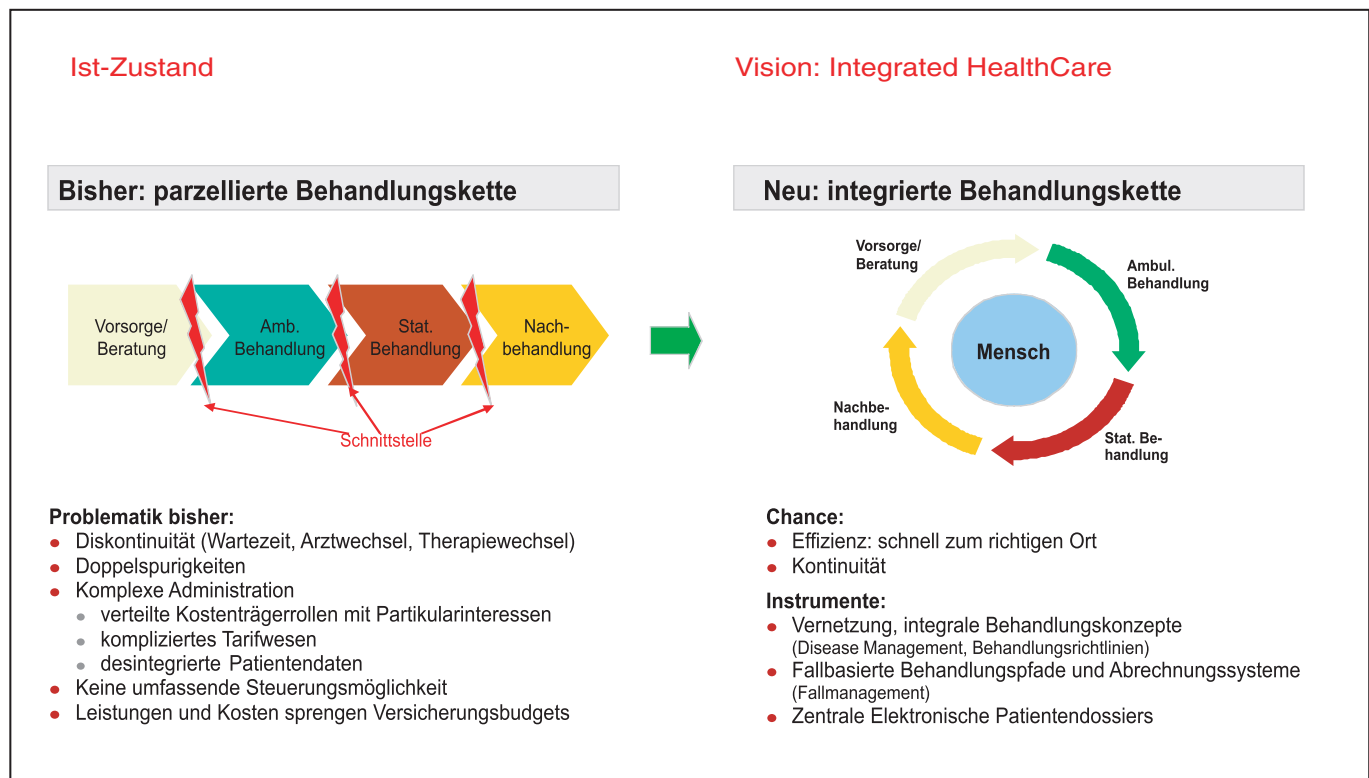 Ist-Zustand
Vision: Integrated HealthCare
Bisher: parzellierte Behandlungskette
Neu: integrierte Behandlungskette
Vorsorge/
Beratung
Amb.
Behandlung
Stat.
Behandlung
Nach-
behandlung
Schnittstelle
Vorsorge/
Beratung
Ambul.
Behandlung
Mensch
Nachbe-
handlung
Stat. Be-
handlung
Problematik bisher:
Diskontinuität (Wartezeit, Arztwechsel, Therapiewechsel)
Doppelspurigkeiten
Komplexe Administration
verteilte Kostenträgerrollen mit Partikularinteressen
kompliziertes Tarifwesen
desintegrierte Patientendaten
Keine umfassende Steuerungsmöglichkeit
Leistungen und Kosten sprengen Versicherungsbudgets
Chance:
Effizienz: schnell zum richtigen Ort
Kontinuität
Instrumente:
Vernetzung, integrale Behandlungskonzepte
(Disease Management, Behandlungsrichtlinien)
Fallbasierte Behandlungspfade und Abrechnungssysteme
(Fallmanagement)
Zentrale Elektronische Patientendossiers